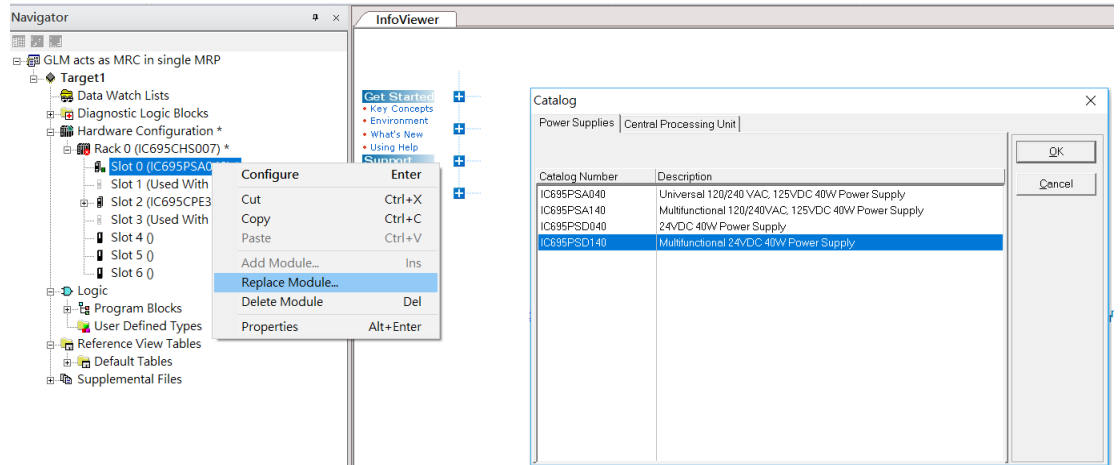 Navigator
InfoViewer
GLM acts as MRC in single MRP
Target1
Data Watch Lists
Diagnostic Logic Blocks
Hardware Configuration *
Rack 0 (IC695CHS007) *
Slot 0 (IC695PSA0
Slot 1 (Used With
Slot 2 (IC695CPE3
Slot 3 (Used With
Slot 4 ()
Slot 5 ()
Slot 6 ()
Logic
Program Blocks
User Defined Types
Reference View Tables
Default Tables
Supplemental Files
Configure Enter
Cut Ctrl+X
Copy Ctrl+C
Paste Ctrl+V
Add Module... Ins
Replace Module...
Delete Module Del
Properties Alt+Enter
Get Started
Key Concepts
Environment
What's New
Using Help
Support
Catalog
Power Supplies Central Processing Unit
OK
Cancel
Catalog Number Description
IC695PSA040 Universal 120/240 VAC, 125VDC 40W Power Supply
IC695PSA140 Multifunctional 120/240VAC, 125VDC 40W Power Supply
IC695PSD040 24VDC 40W Power Supply
IC695PSD140 Multifunctional 24VDC 40W Power Supply